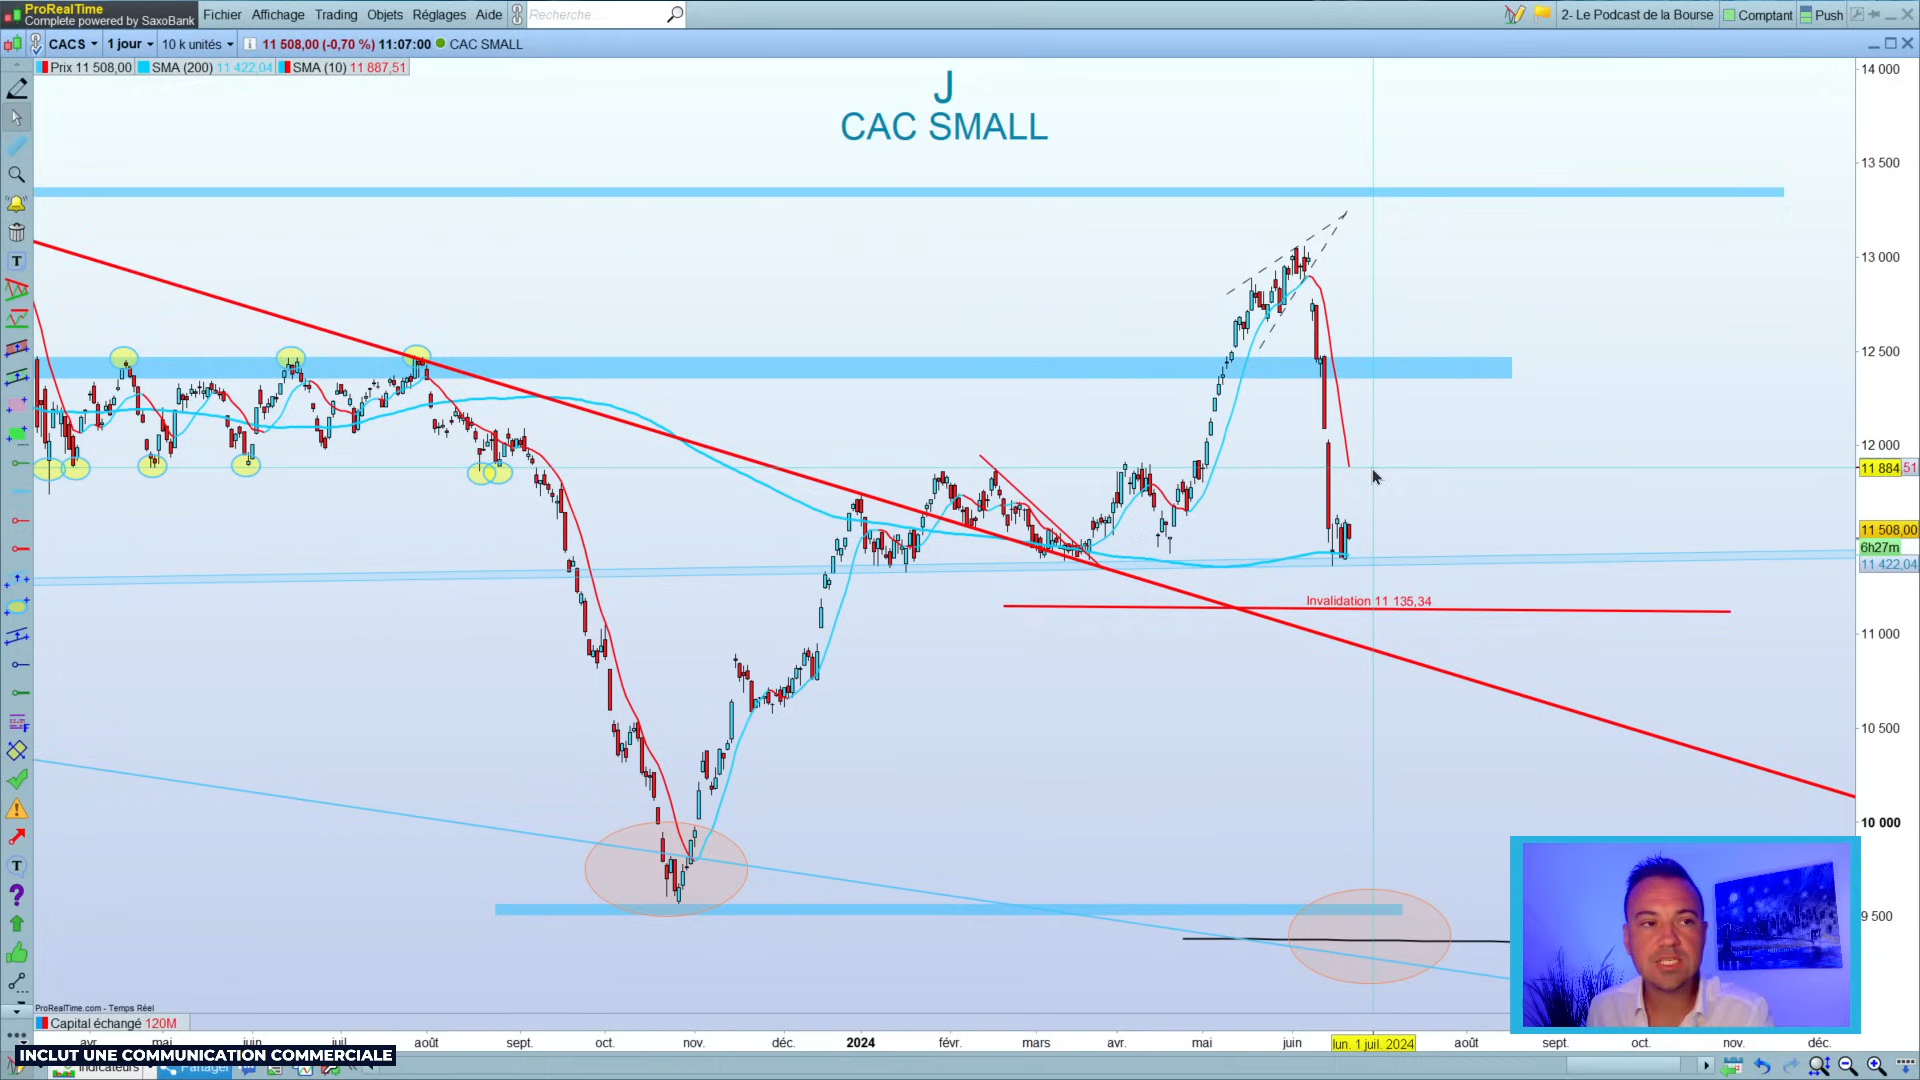 ProRealTime
Complete powered by SaxoBank
Fichier Affichage Trading Objets Réglages Aide
Recherche
2- Le Podcast de la Bourse
Comptant
Push
CACS 1 jour 10 k unités 11 508,00 (-0,70 %) 11:07:00 CAC SMALL
Prix 11 508,00 SMA (200) 11 422,04 SMA (10) 11 887,51
J
CAC SMALL
14 000
13 500
13 000
12 500
12 000
11 884,51
11 508,00
6h27m
11 422,04
Invalidation 11 135,34
11 000
10 500
10 000
9 500
ProRealTime.com - Temps Réel
Capital échangé 120M
avr. mai juin juil. août sept. oct. nov. déc. 2024 févr. mars avr. mai juin lun. 1 juil. 2024 août sept. oct. nov. déc.
INCLUT UNE COMMUNICATION COMMERCIALE
Indicateurs
Partager